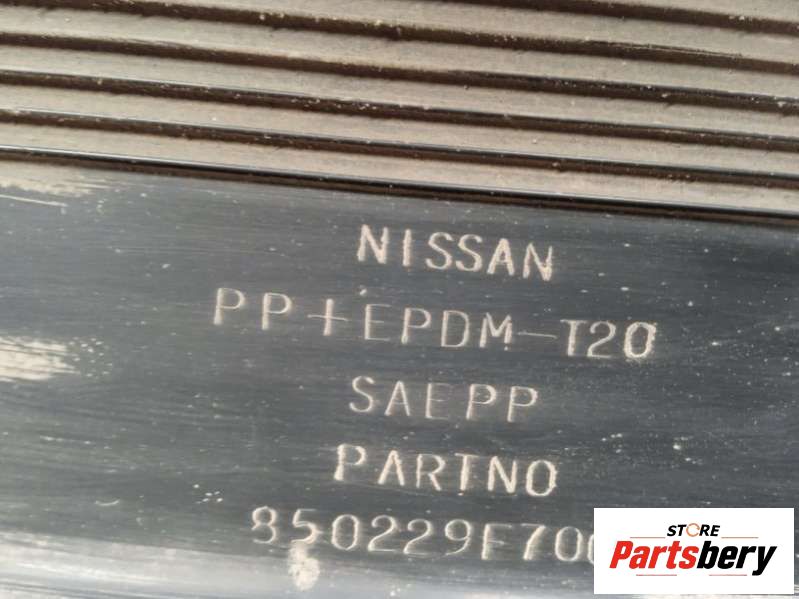 NISSAN
PP+EPDM-T20
SAEPP
PARTNO
850229F70
STORE
Partsbery